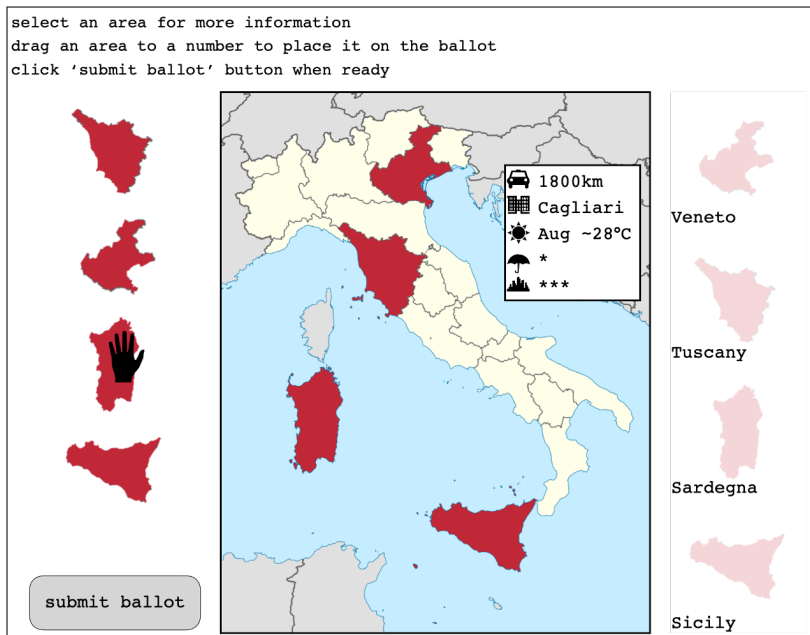 select an area for more information
drag an area to a number to place it on the ballot
click ‘submit ballot’ button when ready
1800km
Cagliari
Aug ~28°C
*
***
Veneto
Tuscany
Sardegna
Sicily
submit ballot